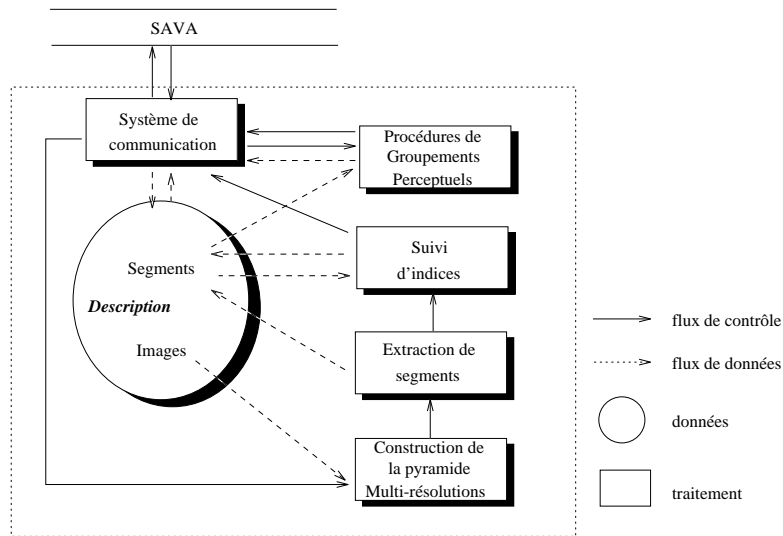 SAVA
Système de
communication
Procédures de
Groupements
Perceptuels
Suivi
d'indices
Segments
Description
Images
Extraction de
segments
Construction de
la pyramide
Multi-résolutions
flux de contrôle
flux de données
données
traitement